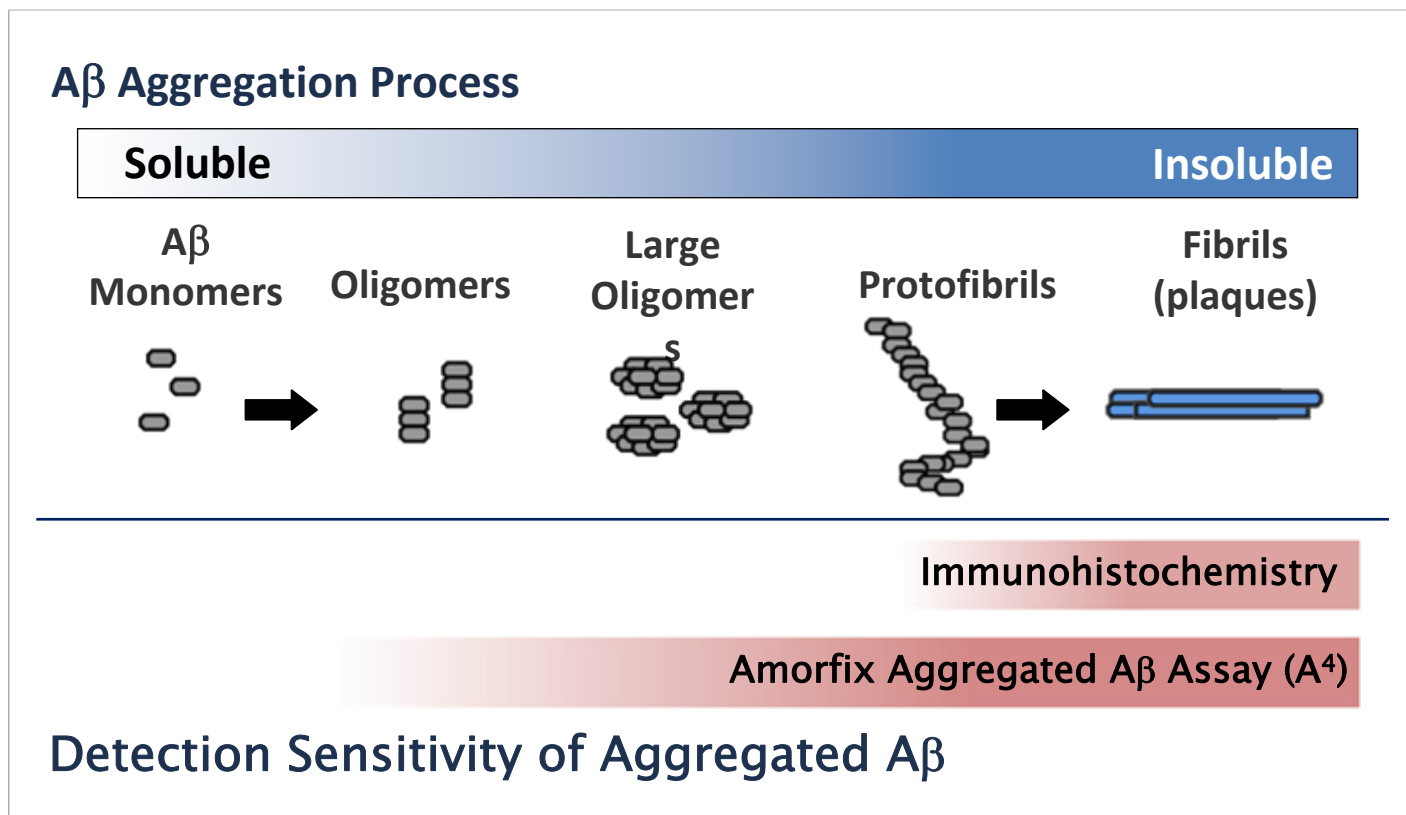 Aβ Aggregation Process
Soluble
Insoluble
Aβ
Monomers
Oligomers
Large
Oligomer
s
Protofibrils
Fibrils
(plaques)
Immunohistochemistry
Amorfix Aggregated Aβ Assay (A⁴)
Detection Sensitivity of Aggregated Aβ